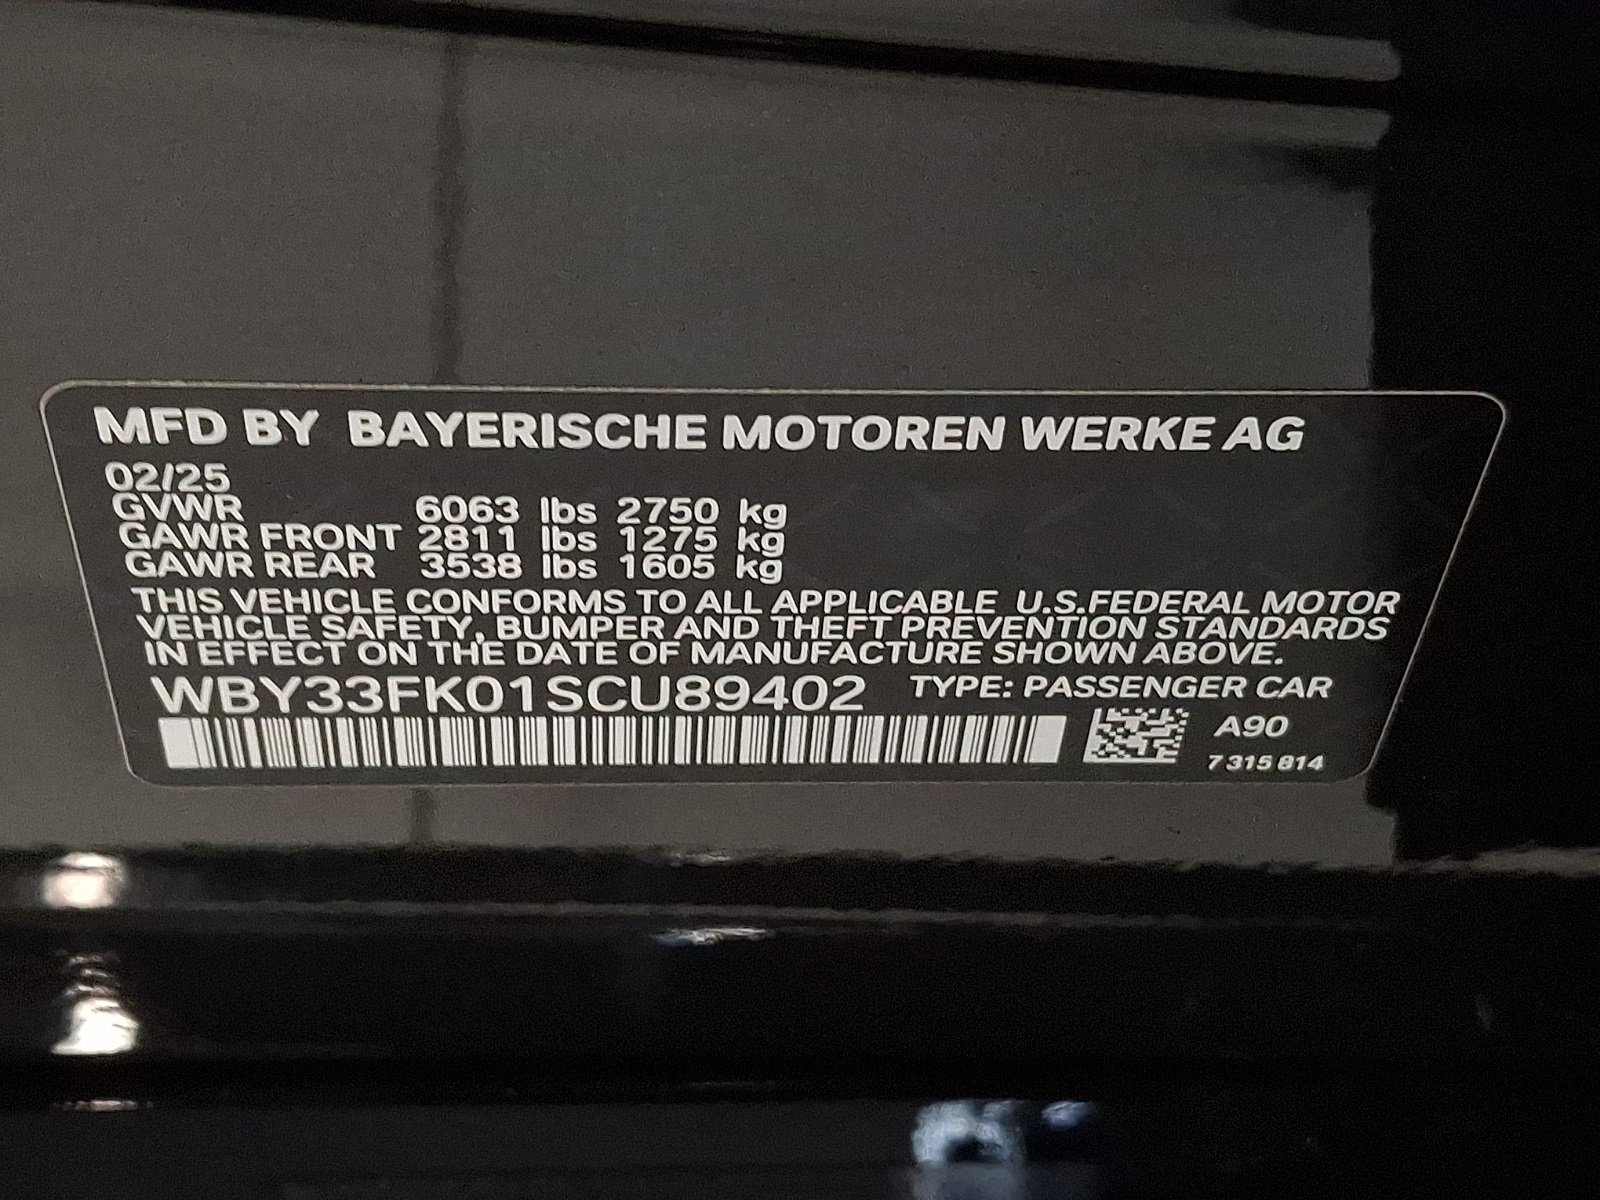 MFD BY BAYERISCHE MOTOREN WERKE AG
02/25
GVWR 6063 lbs 2750 kg
GAWR FRONT 2811 lbs 1275 kg
GAWR REAR 3538 lbs 1605 kg
THIS VEHICLE CONFORMS TO ALL APPLICABLE U.S.FEDERAL MOTOR
VEHICLE SAFETY, BUMPER AND THEFT PREVENTION STANDARDS
IN EFFECT ON THE DATE OF MANUFACTURE SHOWN ABOVE.
WBY33FK01SCU89402 TYPE: PASSENGER CAR
A90
7 315 814